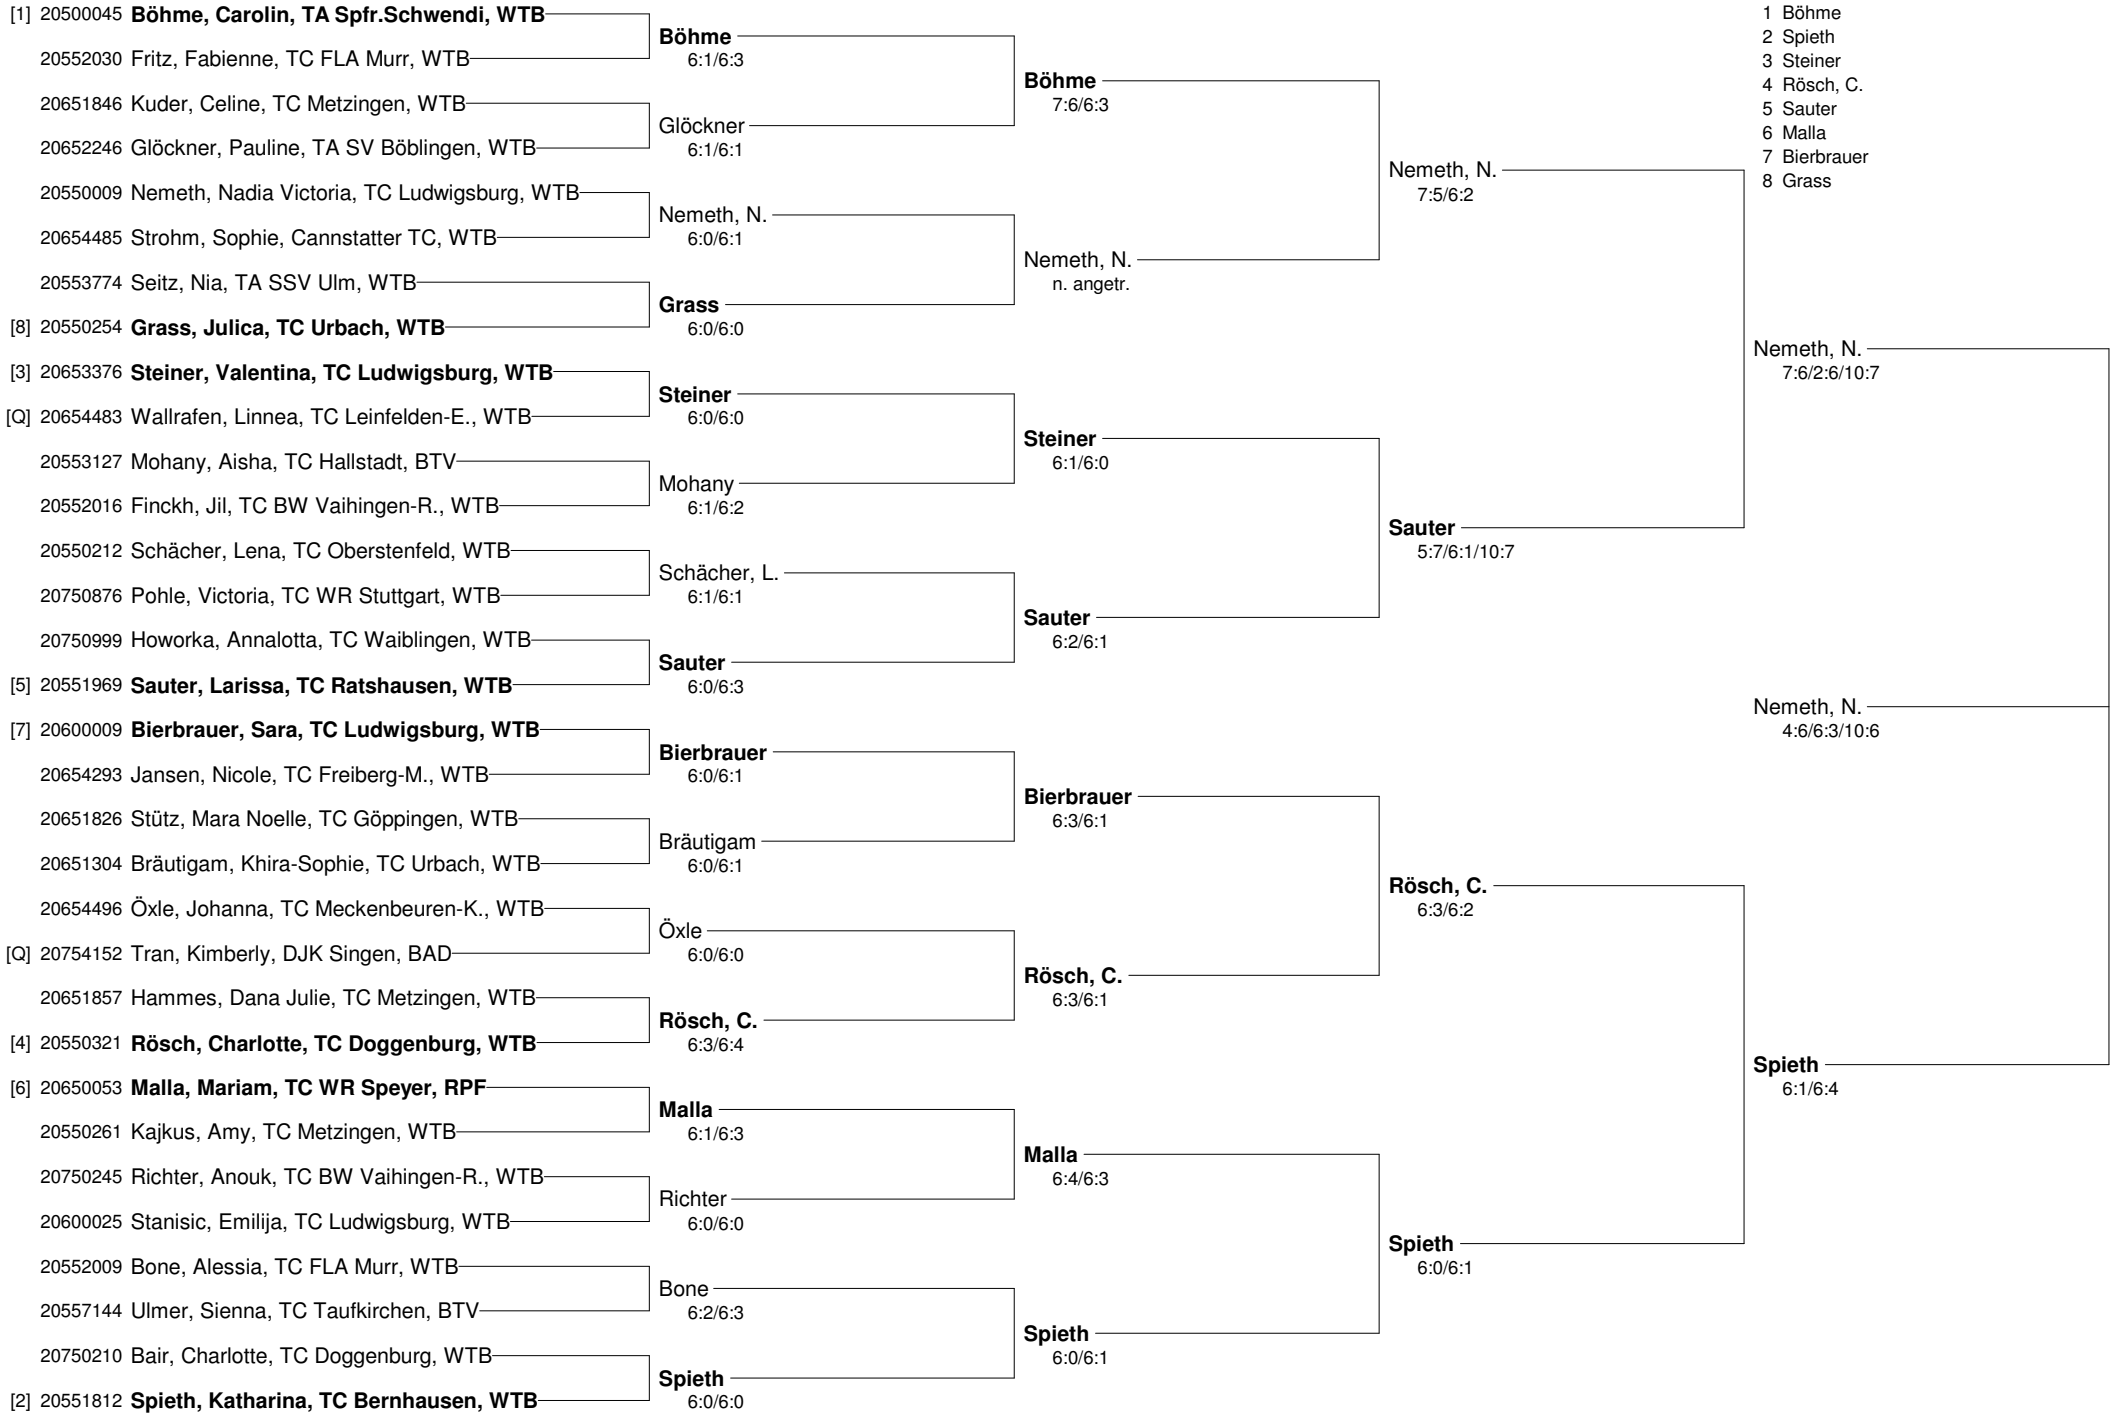 [1] 20500045 Böhme, Carolin, TA Spfr.Schwendi, WTB
20552030 Fritz, Fabienne, TC FLA Murr, WTB
20651846 Kuder, Celine, TC Metzingen, WTB
20652246 Glöckner, Pauline, TA SV Böblingen, WTB
20550009 Nemeth, Nadia Victoria, TC Ludwigsburg, WTB
20654485 Strohm, Sophie, Cannstatter TC, WTB
20553774 Seitz, Nia, TA SSV Ulm, WTB
[8] 20550254 Grass, Julica, TC Urbach, WTB
[3] 20653376 Steiner, Valentina, TC Ludwigsburg, WTB
[Q] 20654483 Wallrafen, Linnea, TC Leinfelden-E., WTB
20553127 Mohany, Aisha, TC Hallstadt, BTV
20552016 Finckh, Jil, TC BW Vaihingen-R., WTB
20550212 Schächer, Lena, TC Oberstenfeld, WTB
20750876 Pohle, Victoria, TC WR Stuttgart, WTB
20750999 Howorka, Annalotta, TC Waiblingen, WTB
[5] 20551969 Sauter, Larissa, TC Ratshausen, WTB
[7] 20600009 Bierbrauer, Sara, TC Ludwigsburg, WTB
20654293 Jansen, Nicole, TC Freiberg-M., WTB
20651826 Stütz, Mara Noelle, TC Göppingen, WTB
20651304 Bräutigam, Khira-Sophie, TC Urbach, WTB
20654496 Öxle, Johanna, TC Meckenbeuren-K., WTB
[Q] 20754152 Tran, Kimberly, DJK Singen, BAD
20651857 Hammes, Dana Julie, TC Metzingen, WTB
[4] 20550321 Rösch, Charlotte, TC Doggenburg, WTB
[6] 20650053 Malla, Mariam, TC WR Speyer, RPF
20550261 Kajkus, Amy, TC Metzingen, WTB
20750245 Richter, Anouk, TC BW Vaihingen-R., WTB
20600025 Stanisic, Emilija, TC Ludwigsburg, WTB
20552009 Bone, Alessia, TC FLA Murr, WTB
20557144 Ulmer, Sienna, TC Taufkirchen, BTV
20750210 Bair, Charlotte, TC Doggenburg, WTB
[2] 20551812 Spieth, Katharina, TC Bernhausen, WTB
Böhme
6:1/6:3
Glöckner
6:1/6:1
Nemeth, N.
6:0/6:1
Grass
6:0/6:0
Steiner
6:0/6:0
Mohany
6:1/6:2
Schächer, L.
6:1/6:1
Sauter
6:0/6:3
Bierbrauer
6:0/6:1
Bräutigam
6:0/6:1
Öxle
6:0/6:0
Rösch, C.
6:3/6:4
Malla
6:1/6:3
Richter
6:0/6:0
Bone
6:2/6:3
Spieth
6:0/6:0
Böhme
7:6/6:3
Nemeth, N.
n. angetr.
Steiner
6:1/6:0
Sauter
6:2/6:1
Bierbrauer
6:3/6:1
Rösch, C.
6:3/6:1
Malla
6:4/6:3
Spieth
6:0/6:1
Nemeth, N.
7:5/6:2
Sauter
5:7/6:1/10:7
Rösch, C.
6:3/6:2
Spieth
6:0/6:1
Nemeth, N.
7:6/2:6/10:7
Spieth
6:1/6:4
Nemeth, N.
4:6/6:3/10:6
1 Böhme
2 Spieth
3 Steiner
4 Rösch, C.
5 Sauter
6 Malla
7 Bierbrauer
8 Grass